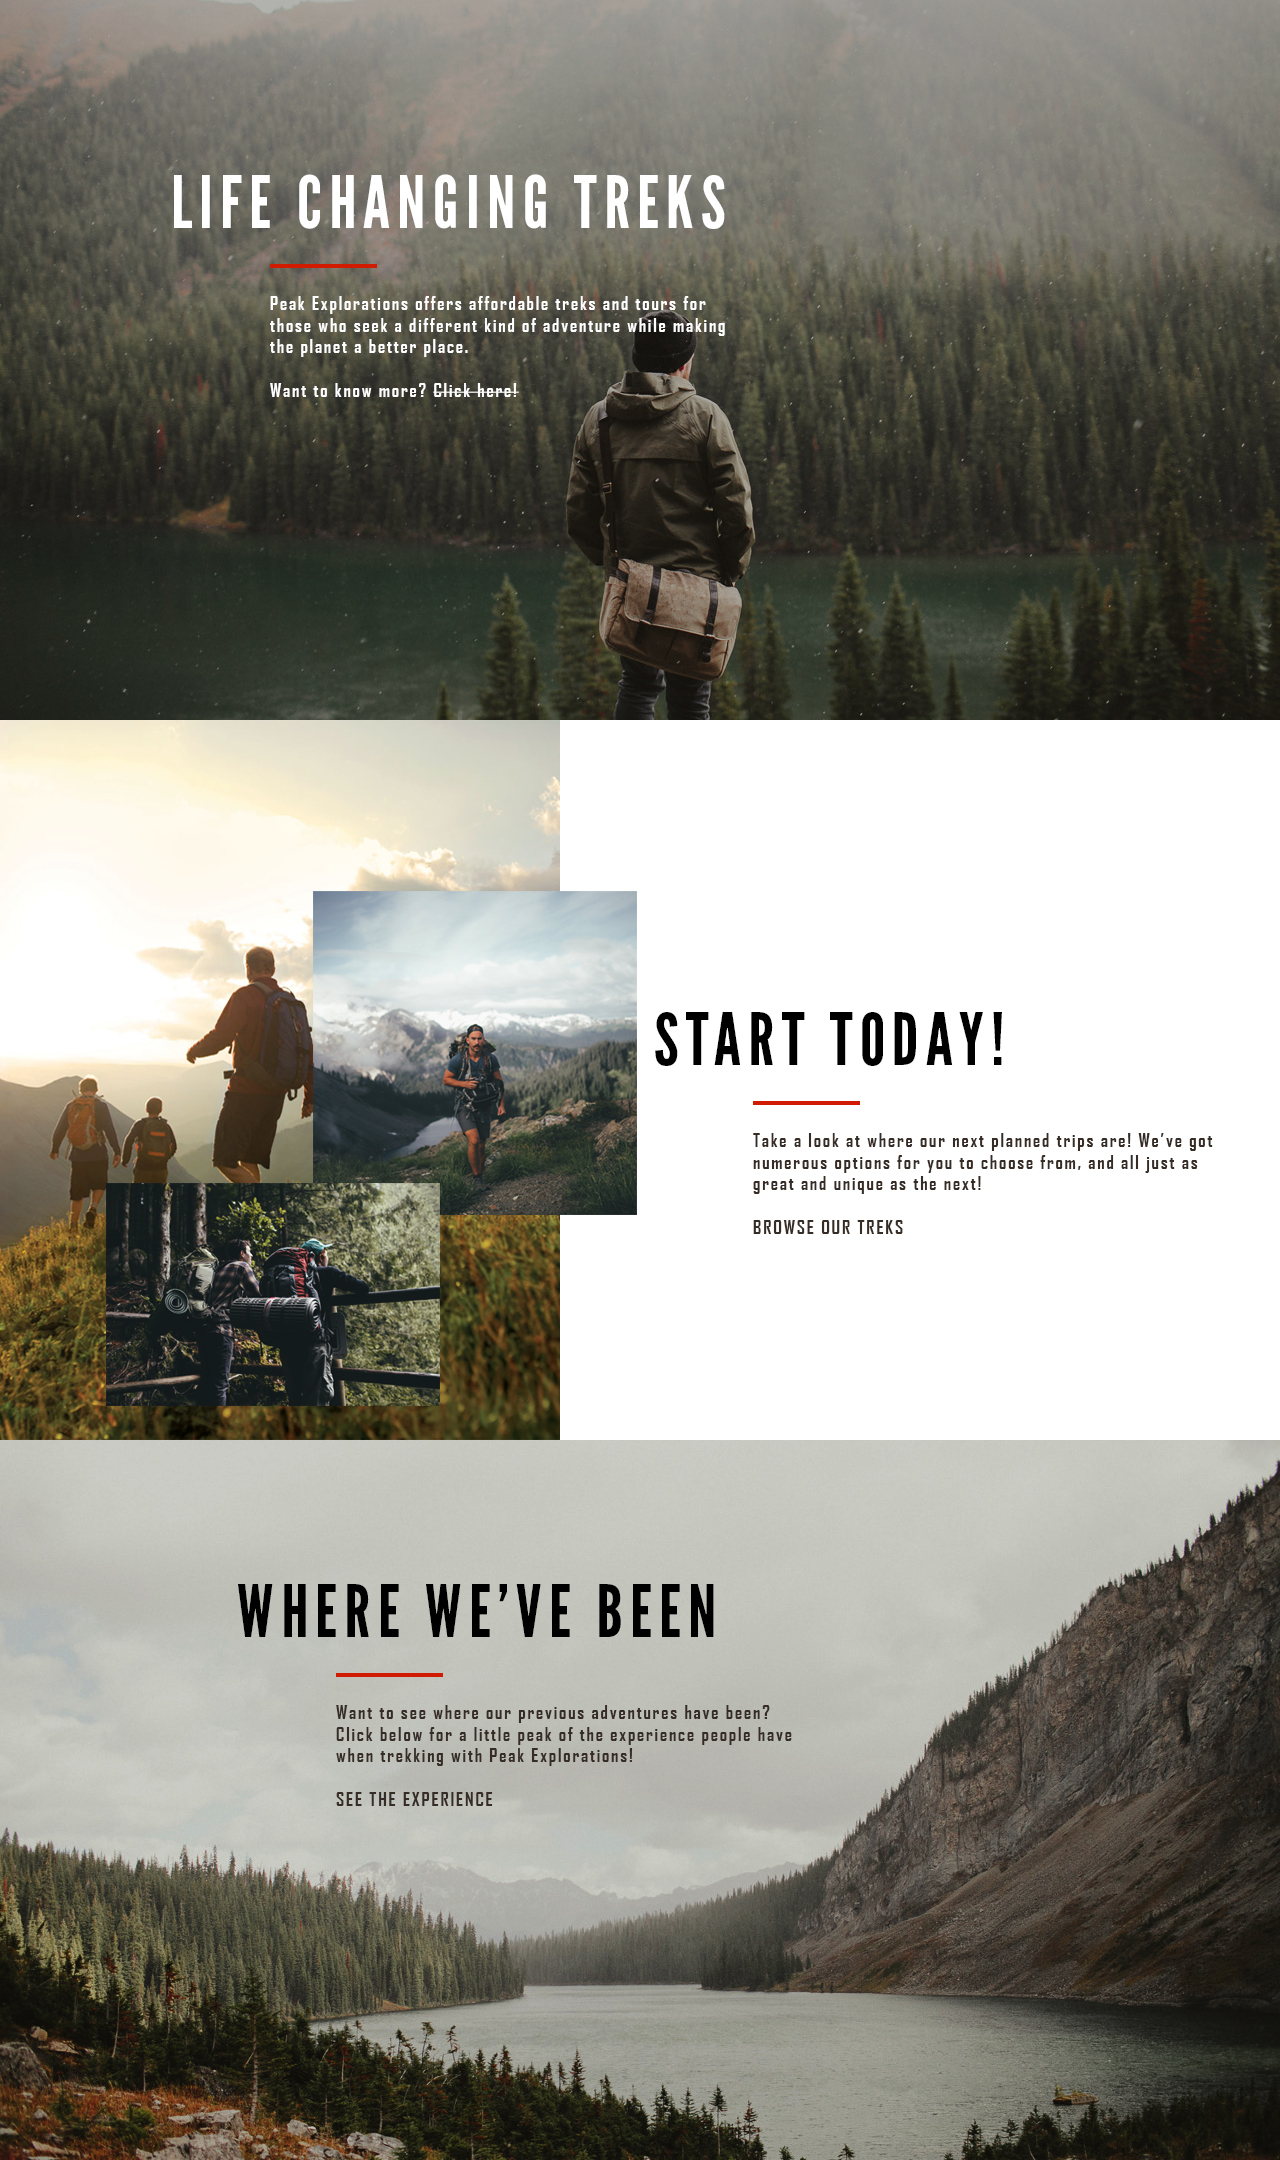 LIFE CHANGING TREKS
Peak Explorations offers affordable treks and tours for
those who seek a different kind of adventure while making
the planet a better place.
Want to know more? Click here!
START TODAY!
Take a look at where our next planned trips are! We’ve got
numerous options for you to choose from, and all just as
great and unique as the next!
BROWSE OUR TREKS
WHERE WE’VE BEEN
Want to see where our previous adventures have been?
Click below for a little peak of the experience people have
when trekking with Peak Explorations!
SEE THE EXPERIENCE